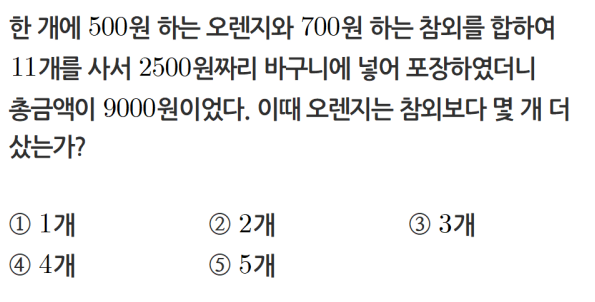 한 개에 500원 하는 오렌지와 700원 하는 참외를 합하여
11개를 사서 2500원짜리 바구니에 넣어 포장하였더니
총금액이 9000원이었다. 이때 오렌지는 참외보다 몇 개 더
샀는가?
① 1개 ② 2개 ③ 3개
④ 4개 ⑤ 5개